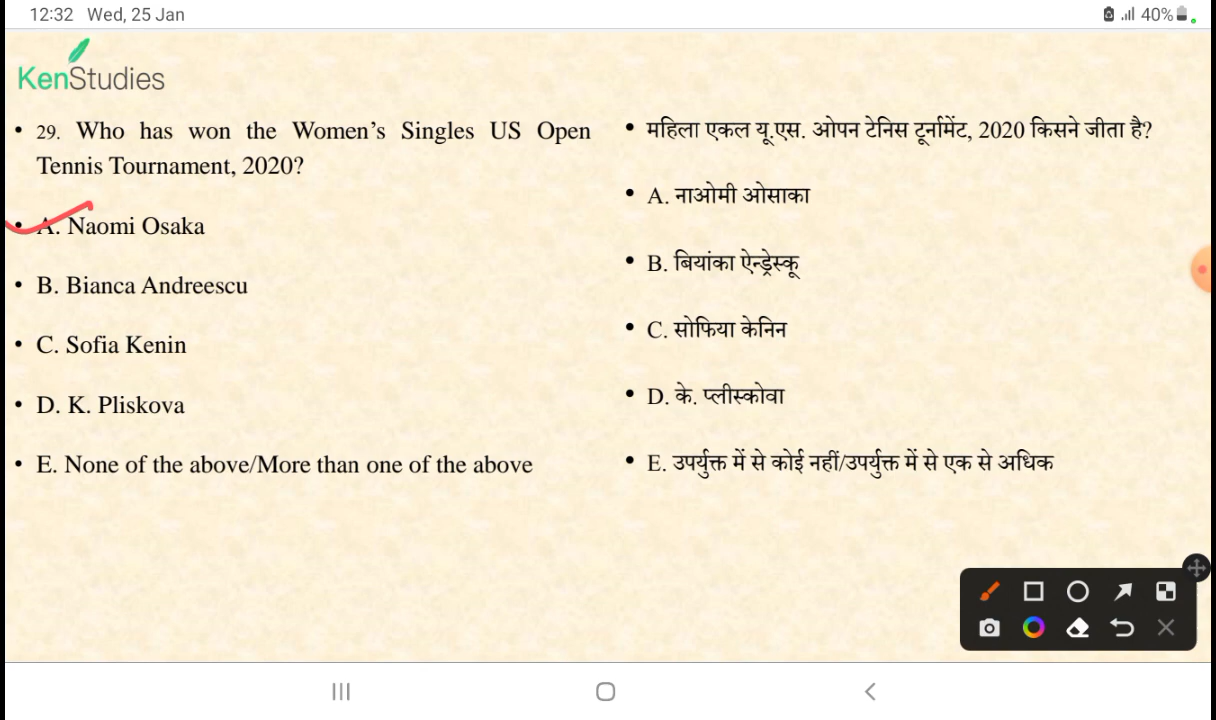 12:32 Wed, 25 Jan
40%
KenStudies
• 29. Who has won the Women's Singles US Open
Tennis Tournament, 2020?
• A. Naomi Osaka
• B. Bianca Andreescu
• C. Sofia Kenin
• D. K. Pliskova
• E. None of the above/More than one of the above
• महिला एकल यू.एस. ओपन टेनिस टूर्नामेंट, 2020 किसने जीता है?
• A. नाओमी ओसाका
• B. बियांका ऐन्ड्रेस्कू
• C. सोफिया केनिन
• D. के. प्लीस्कोवा
• E. उपर्युक्त में से कोई नहीं/उपर्युक्त में से एक से अधिक